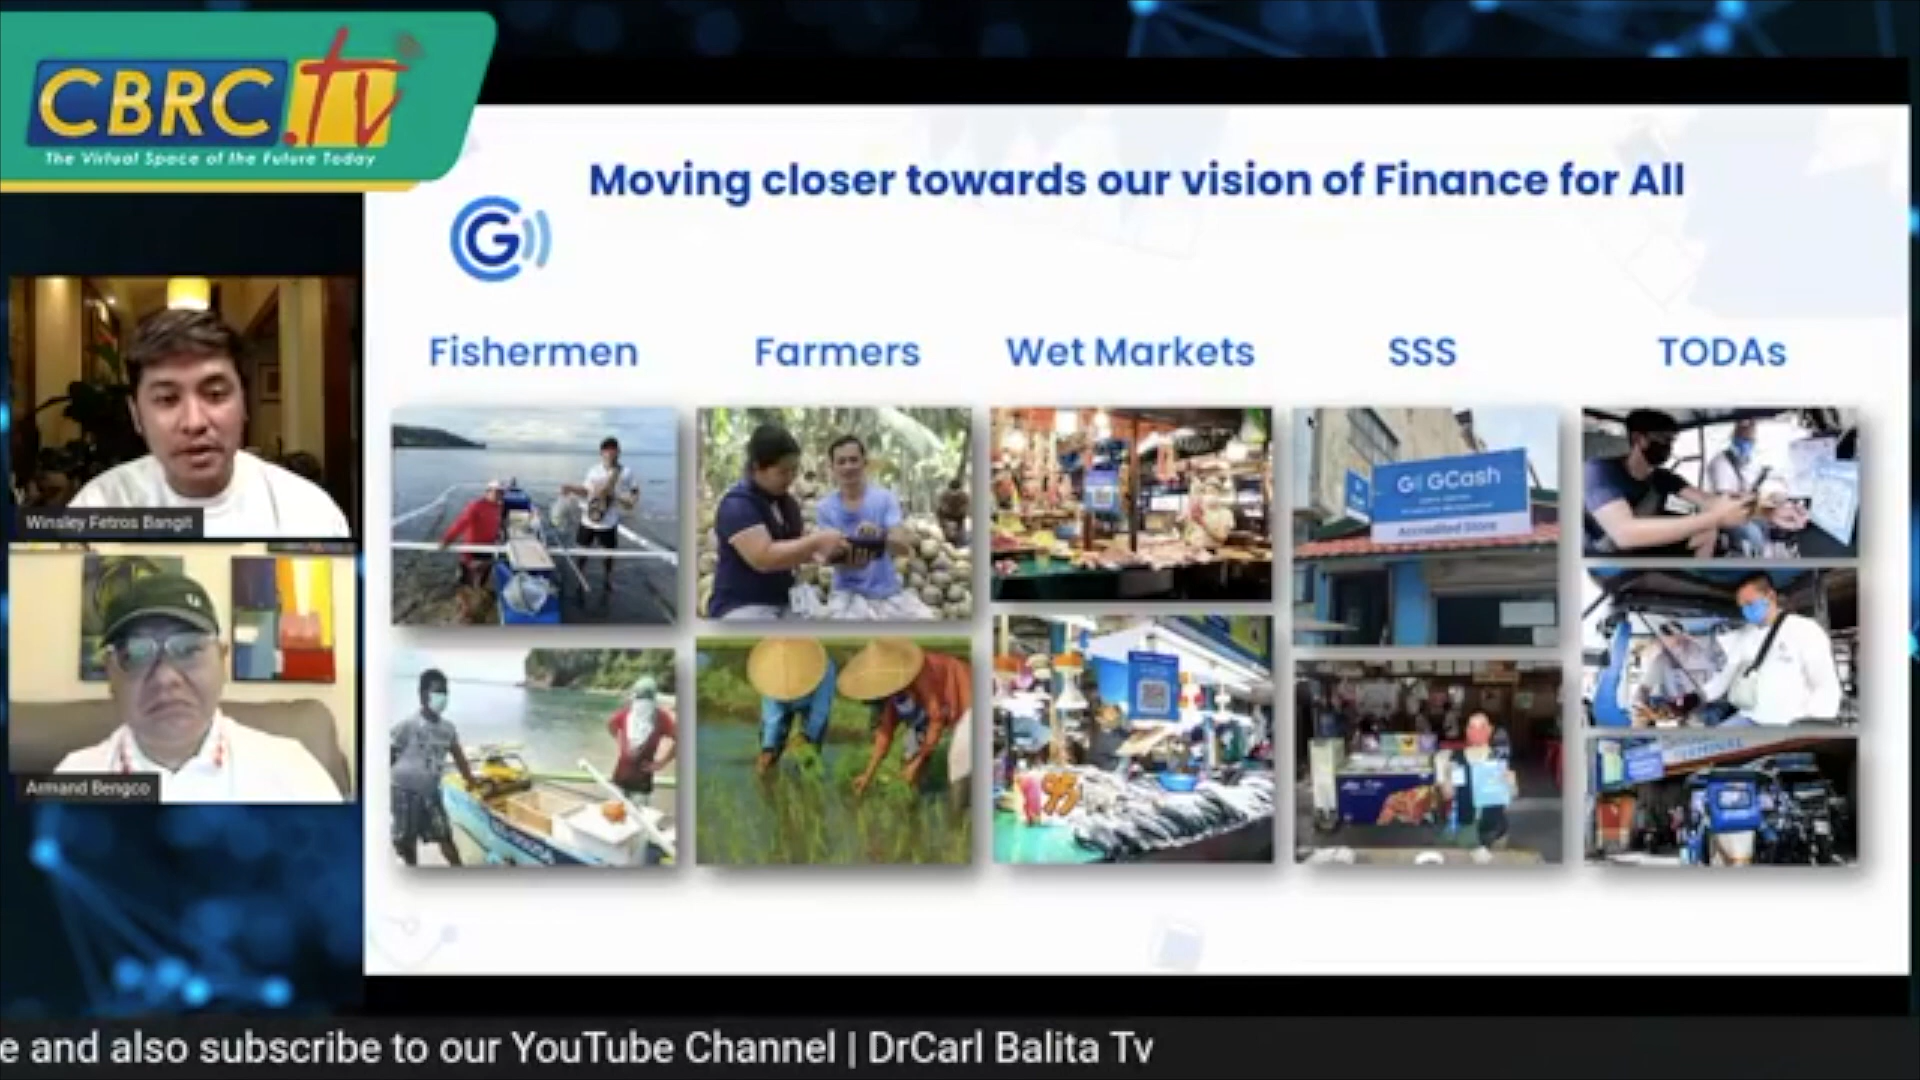 CBRC.tv
The Virtual Space of the Future Today
Moving closer towards our vision of Finance for All
G
Fishermen
Farmers
Wet Markets
SSS
TODAs
GCash
Accredited Store
TERMINAL
Winsley Fetros Bangit
Armand Bengco
e and also subscribe to our YouTube Channel | DrCarl Balita Tv